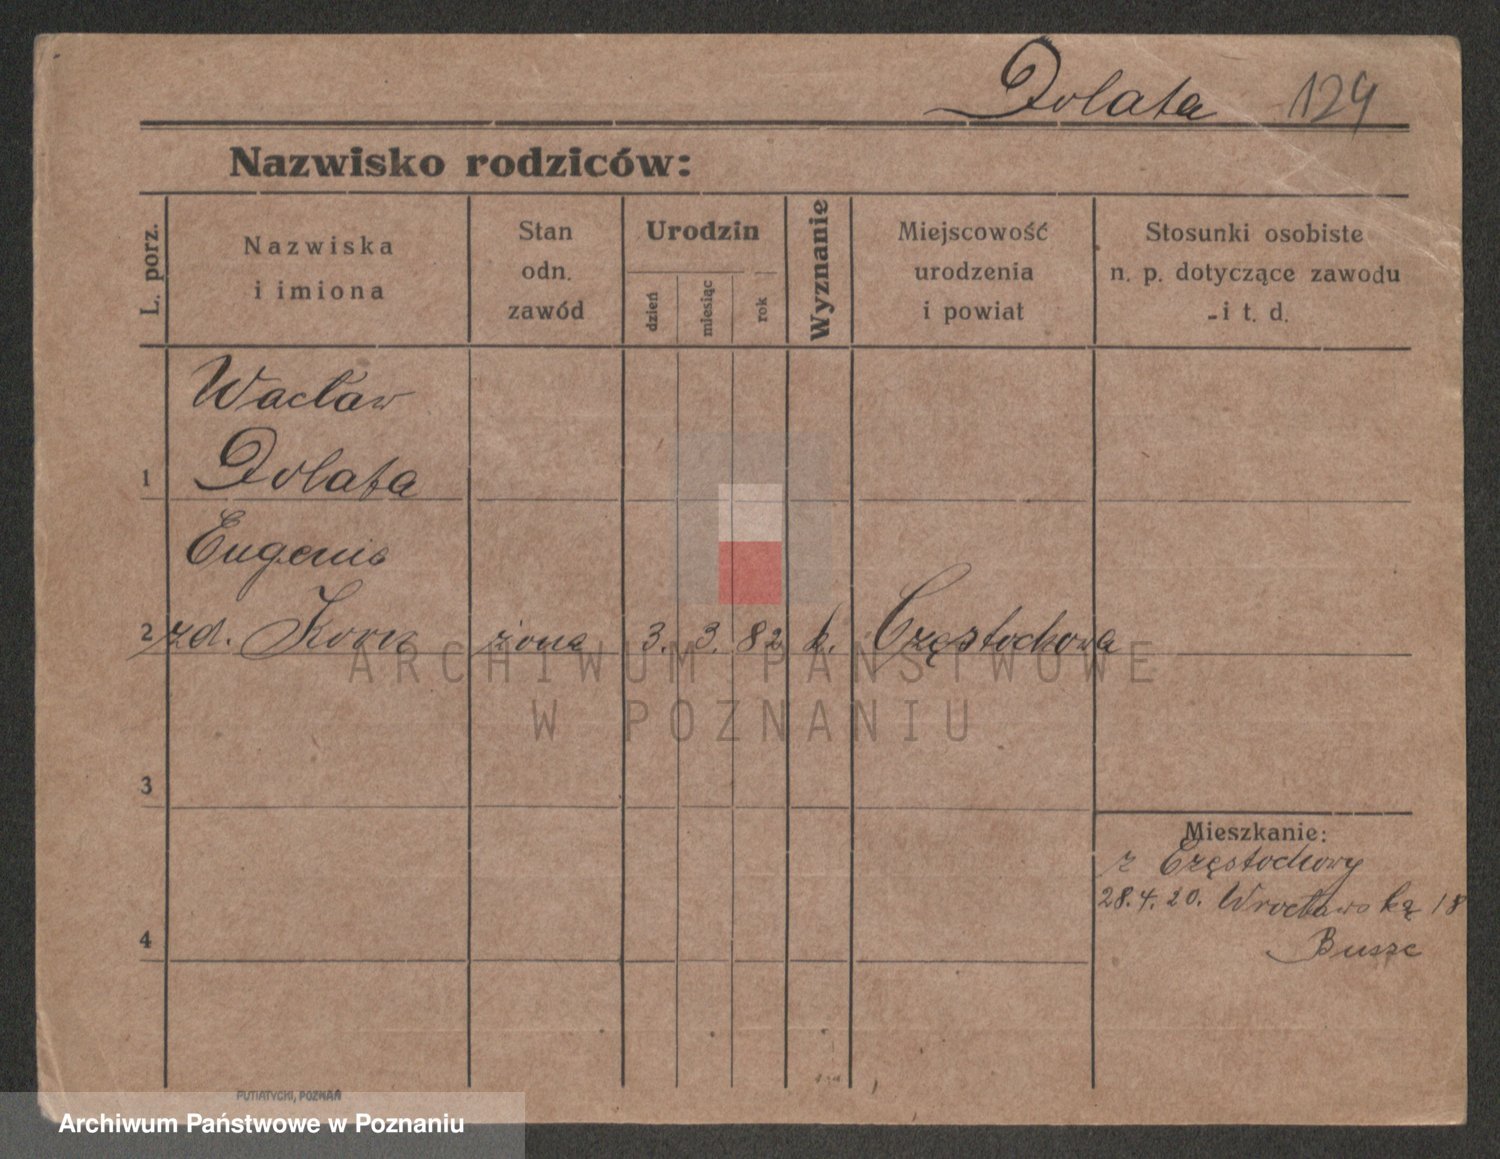 Dolata 124
Nazwisko rodziców:
L. porz.
Nazwiska
i imiona
Stan
odn.
zawód
Urodzin
dzień
miesiąc
rok
Wyznanie
Miejscowość
urodzenia
i powiat
Stosunki osobiste
n. p. dotyczące zawodu
i t. d.
Wacław
1 Dolata
Eugenia
2 zd. żona 3. 3. 82 k. Częstochowa
ARCHIWUM PAŃSTWOWE
W POZNANIU
3
Mieszkanie:
z Częstochowy
28.4.20. Wrocławską 18
4
PUTIATYCKI, POZNAŃ
Archiwum Państwowe w Poznaniu